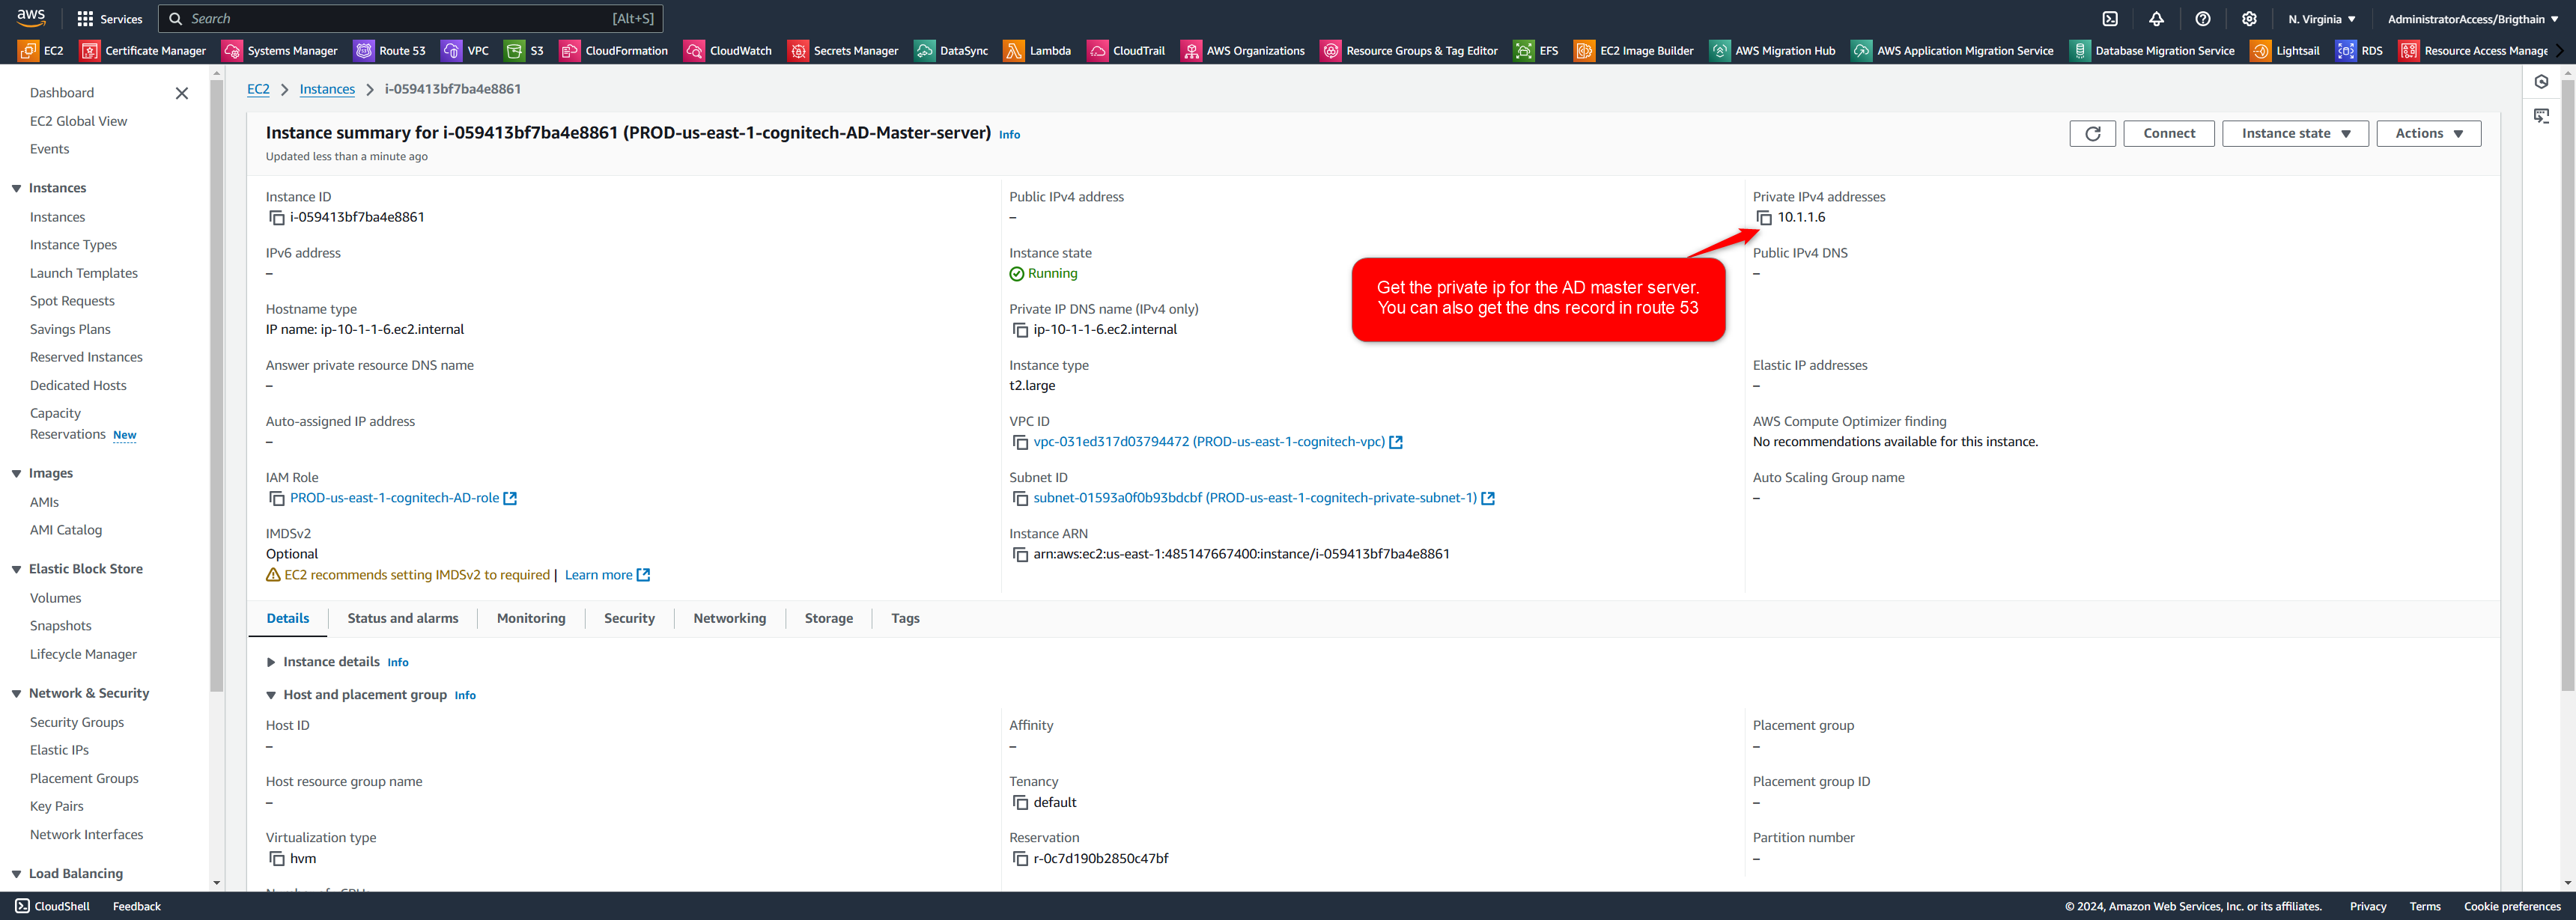 aws
Services
Search
[Alt+S]
N. Virginia
AdministratorAccess/Brigthain
EC2
Certificate Manager
Systems Manager
Route 53
VPC
S3
CloudFormation
CloudWatch
Secrets Manager
DataSync
Lambda
CloudTrail
AWS Organizations
Resource Groups & Tag Editor
EFS
EC2 Image Builder
AWS Migration Hub
AWS Application Migration Service
Database Migration Service
Lightsail
RDS
Resource Access Manage
Dashboard
EC2 Global View
Events
Instances
Instances
Instance Types
Launch Templates
Spot Requests
Savings Plans
Reserved Instances
Dedicated Hosts
Capacity
Reservations New
Images
AMIs
AMI Catalog
Elastic Block Store
Volumes
Snapshots
Lifecycle Manager
Network & Security
Security Groups
Elastic IPs
Placement Groups
Key Pairs
Network Interfaces
Load Balancing
EC2 > Instances > i-059413bf7ba4e8861
Instance summary for i-059413bf7ba4e8861 (PROD-us-east-1-cognitech-AD-Master-server) Info
Updated less than a minute ago
Connect
Instance state
Actions
Instance ID
i-059413bf7ba4e8861
Public IPv4 address
–
Private IPv4 addresses
10.1.1.6
IPv6 address
–
Instance state
Running
Public IPv4 DNS
–
Get the private ip for the AD master server.
You can also get the dns record in route 53
Hostname type
IP name: ip-10-1-1-6.ec2.internal
Private IP DNS name (IPv4 only)
ip-10-1-1-6.ec2.internal
Answer private resource DNS name
–
Instance type
t2.large
Elastic IP addresses
–
Auto-assigned IP address
–
VPC ID
vpc-031ed317d03794472 (PROD-us-east-1-cognitech-vpc)
AWS Compute Optimizer finding
No recommendations available for this instance.
IAM Role
PROD-us-east-1-cognitech-AD-role
Subnet ID
subnet-01593a0f0b93bdcbf (PROD-us-east-1-cognitech-private-subnet-1)
Auto Scaling Group name
–
IMDSv2
Optional
EC2 recommends setting IMDSv2 to required | Learn more
Instance ARN
arn:aws:ec2:us-east-1:485147667400:instance/i-059413bf7ba4e8861
Details
Status and alarms
Monitoring
Security
Networking
Storage
Tags
Instance details Info
Host and placement group Info
Host ID
–
Affinity
–
Placement group
–
Host resource group name
–
Tenancy
default
Placement group ID
–
Virtualization type
hvm
Reservation
r-0c7d190b2850c47bf
Partition number
–
CloudShell
Feedback
© 2024, Amazon Web Services, Inc. or its affiliates.
Privacy
Terms
Cookie preferences